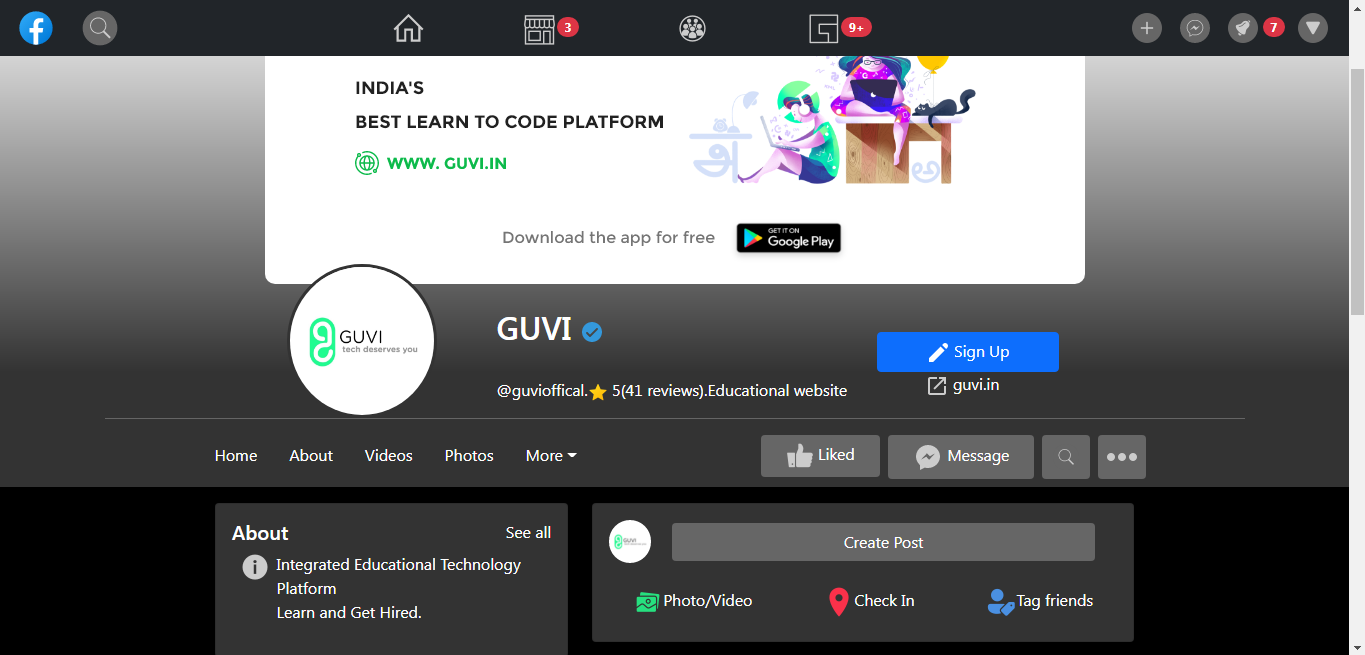 3
9+
7
INDIA'S
BEST LEARN TO CODE PLATFORM
WWW. GUVI.IN
अ
Download the app for free
GET IT ON
Google Play
GUVI
tech deserves you
GUVI
@guvioffical. 5(41 reviews).Educational website
Sign Up
guvi.in
Home About Videos Photos More
Liked Message
About See all
Integrated Educational Technology
Platform
Learn and Get Hired.
GUVI
Create Post
Photo/Video Check In Tag friends